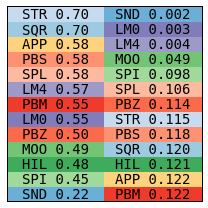 STR 0.70 SND 0.002
SQR 0.70 LM0 0.003
APP 0.58 LM4 0.004
PBS 0.58 MOO 0.049
SPL 0.58 SPI 0.098
LM4 0.57 SPL 0.106
PBM 0.55 PBZ 0.114
LM0 0.55 STR 0.115
PBZ 0.50 PBS 0.118
MOO 0.49 SQR 0.120
HIL 0.48 HIL 0.121
SPI 0.45 APP 0.122
SND 0.22 PBM 0.122